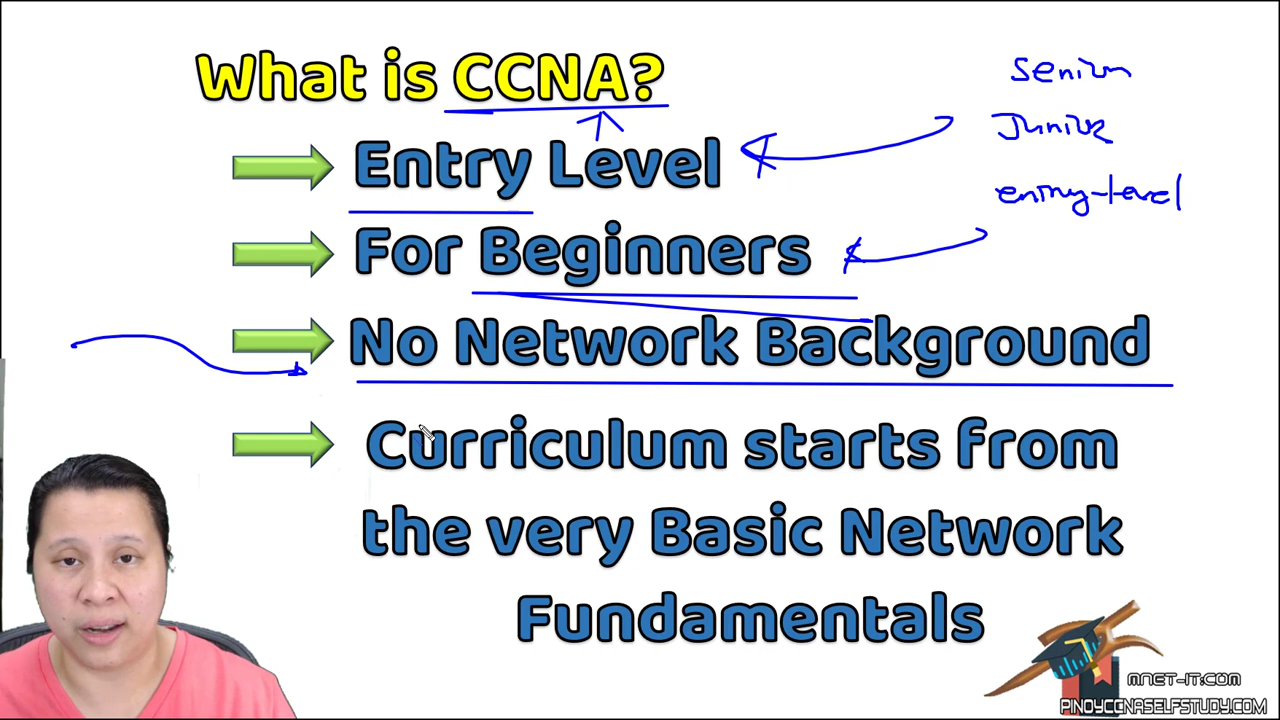 What is CCNA?
Senior
Junior
Entry Level
entry-level
For Beginners
No Network Background
Curriculum starts from
the very Basic Network
Fundamentals
MNET-IT.COM
PINOYCCNASELFSTUDY.COM